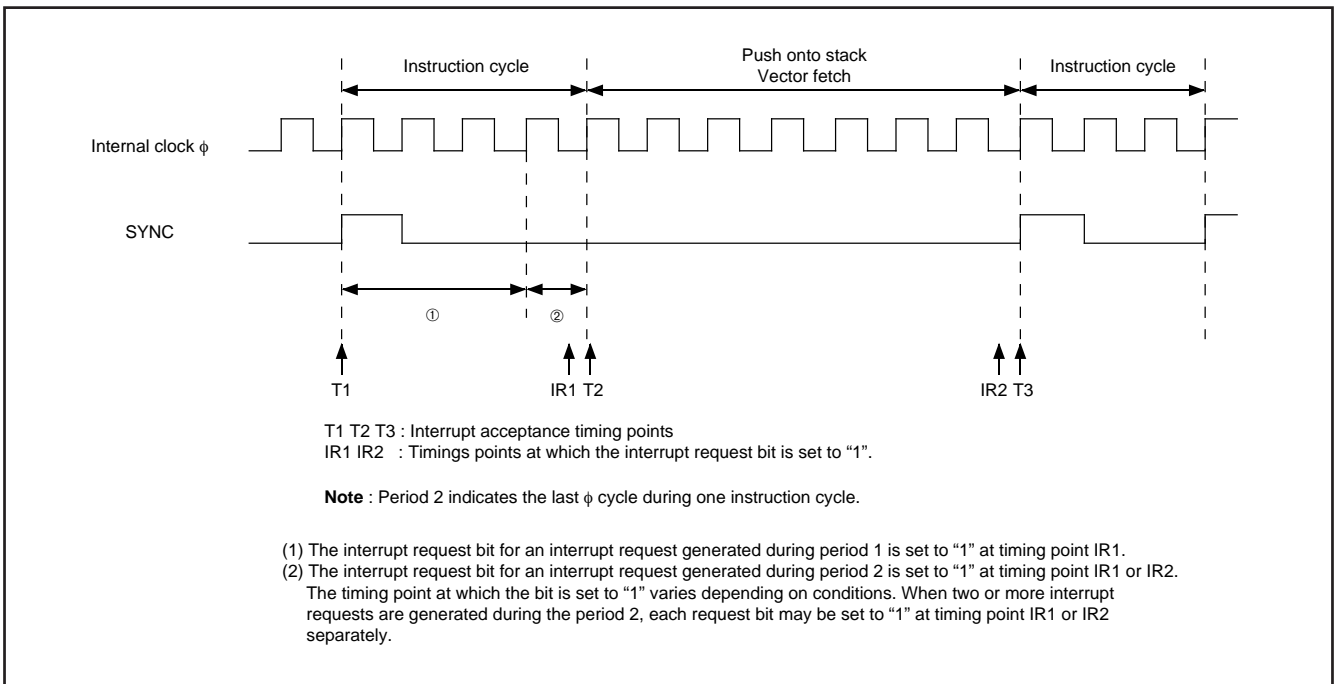 Instruction cycle
Push onto stack
Vector fetch
Instruction cycle
Internal clock ϕ
SYNC
①
②
T1
IR1 T2
IR2 T3
T1 T2 T3 : Interrupt acceptance timing points
IR1 IR2 : Timings points at which the interrupt request bit is set to “1”.
Note : Period 2 indicates the last ϕ cycle during one instruction cycle.
(1) The interrupt request bit for an interrupt request generated during period 1 is set to “1” at timing point IR1.
(2) The interrupt request bit for an interrupt request generated during period 2 is set to “1” at timing point IR1 or IR2.
The timing point at which the bit is set to “1” varies depending on conditions. When two or more interrupt
requests are generated during the period 2, each request bit may be set to “1” at timing point IR1 or IR2
separately.